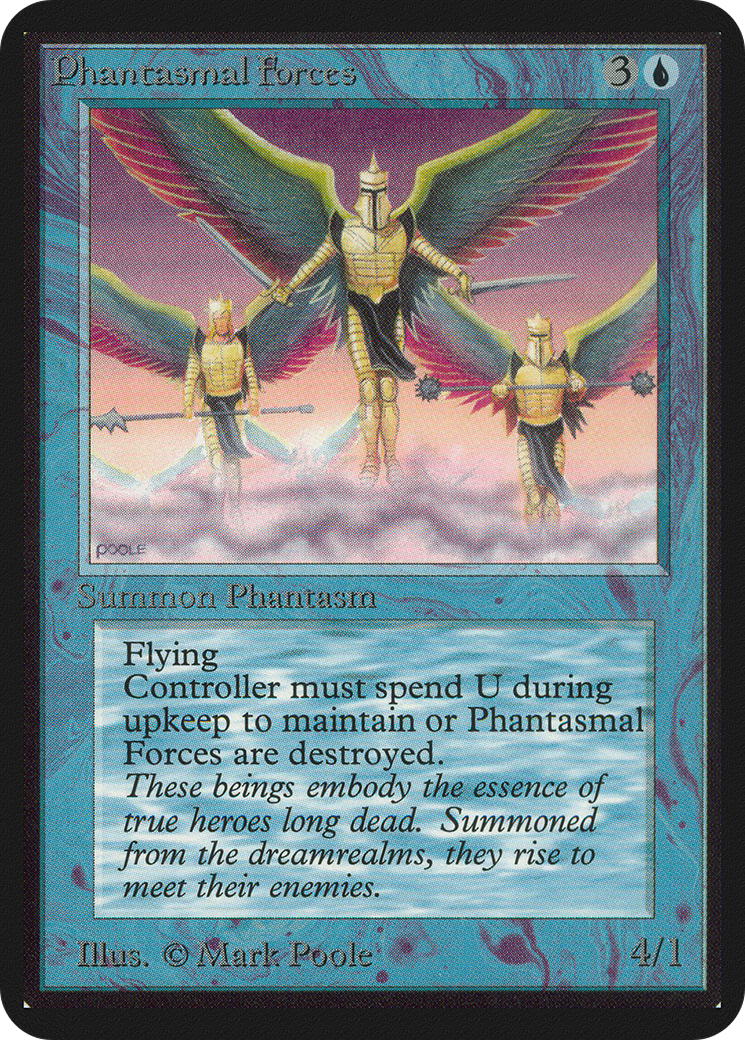 Phantasmal Forces
3
POOLE
Summon Phantasm
Flying
Controller must spend U during
upkeep to maintain or Phantasmal
Forces are destroyed.
These beings embody the essence of
true heroes long dead. Summoned
from the dreamrealms, they rise to
meet their enemies.
Illus. © Mark Poole
4/1